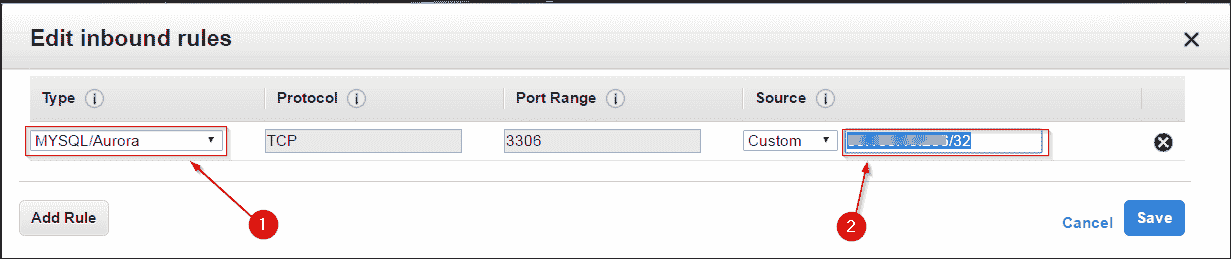 Edit inbound rules
Type Protocol Port Range Source
MYSQL/Aurora TCP 3306 Custom /32
1 2
Add Rule Cancel Save